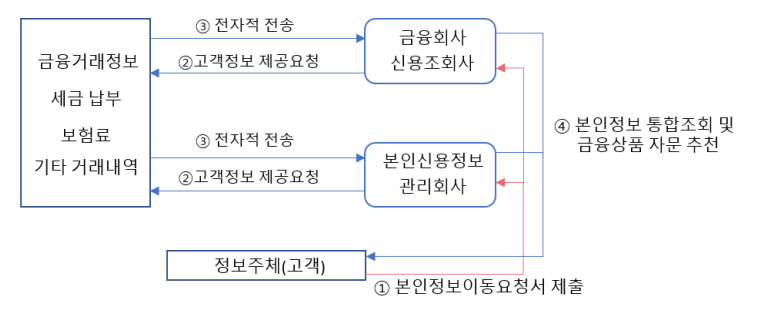 ③ 전자적 전송
금융회사
신용조회사
②고객정보 제공요청
금융거래정보
세금 납부
보험료
기타 거래내역
③ 전자적 전송
본인신용정보
관리회사
②고객정보 제공요청
④ 본인정보 통합조회 및
금융상품 자문 추천
정보주체(고객)
① 본인정보이동요청서 제출